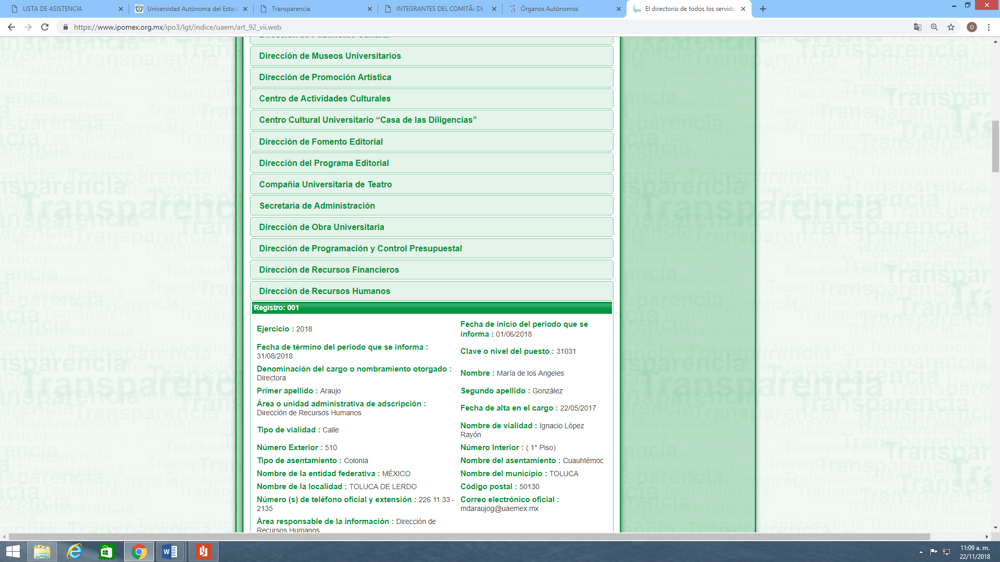 LISTA DE ASISTENCIA
Universidad Autónoma del Estad
Transparencia
INTEGRANTES DEL COMITÃ› DE
Órganos Autónomos
El directorio de todos los servido
https://www.ipomex.org.mx/ipo3/lgt/indice/uaem/art_92_vii.web
Dirección de Patrimonio Cultural
Dirección de Museos Universitarios
Dirección de Promoción Artística
Centro de Actividades Culturales
Centro Cultural Universitario “Casa de las Diligencias”
Dirección de Fomento Editorial
Dirección del Programa Editorial
Compañía Universitaria de Teatro
Secretaría de Administración
Dirección de Obra Universitaria
Dirección de Programación y Control Presupuestal
Dirección de Recursos Financieros
Dirección de Recursos Humanos
Registro: 001
Ejercicio : 2018
Fecha de inicio del periodo que se
informa : 01/06/2018
Fecha de término del periodo que se informa :
31/08/2018
Clave o nivel del puesto : 31031
Denominación del cargo o nombramiento otorgado :
Directora
Nombre : María de los Angeles
Primer apellido : Araujo
Segundo apellido : González
Área o unidad administrativa de adscripción :
Dirección de Recursos Humanos
Fecha de alta en el cargo : 22/05/2017
Tipo de vialidad : Calle
Nombre de vialidad : Ignacio López
Rayón
Número Exterior : 510
Número Interior : ( 1° Piso)
Tipo de asentamiento : Colonia
Nombre del asentamiento : Cuauhtémoc
Nombre de la entidad federativa : MÉXICO
Nombre del municipio : TOLUCA
Nombre de la localidad : TOLUCA DE LERDO
Código postal : 50130
Número (s) de teléfono oficial y extensión : 226 11 33 -
2135
Correo electrónico oficial :
mdaraujog@uaemex.mx
Área responsable de la información : Dirección de
Recursos Humanos
11:09 a. m.
22/11/2018